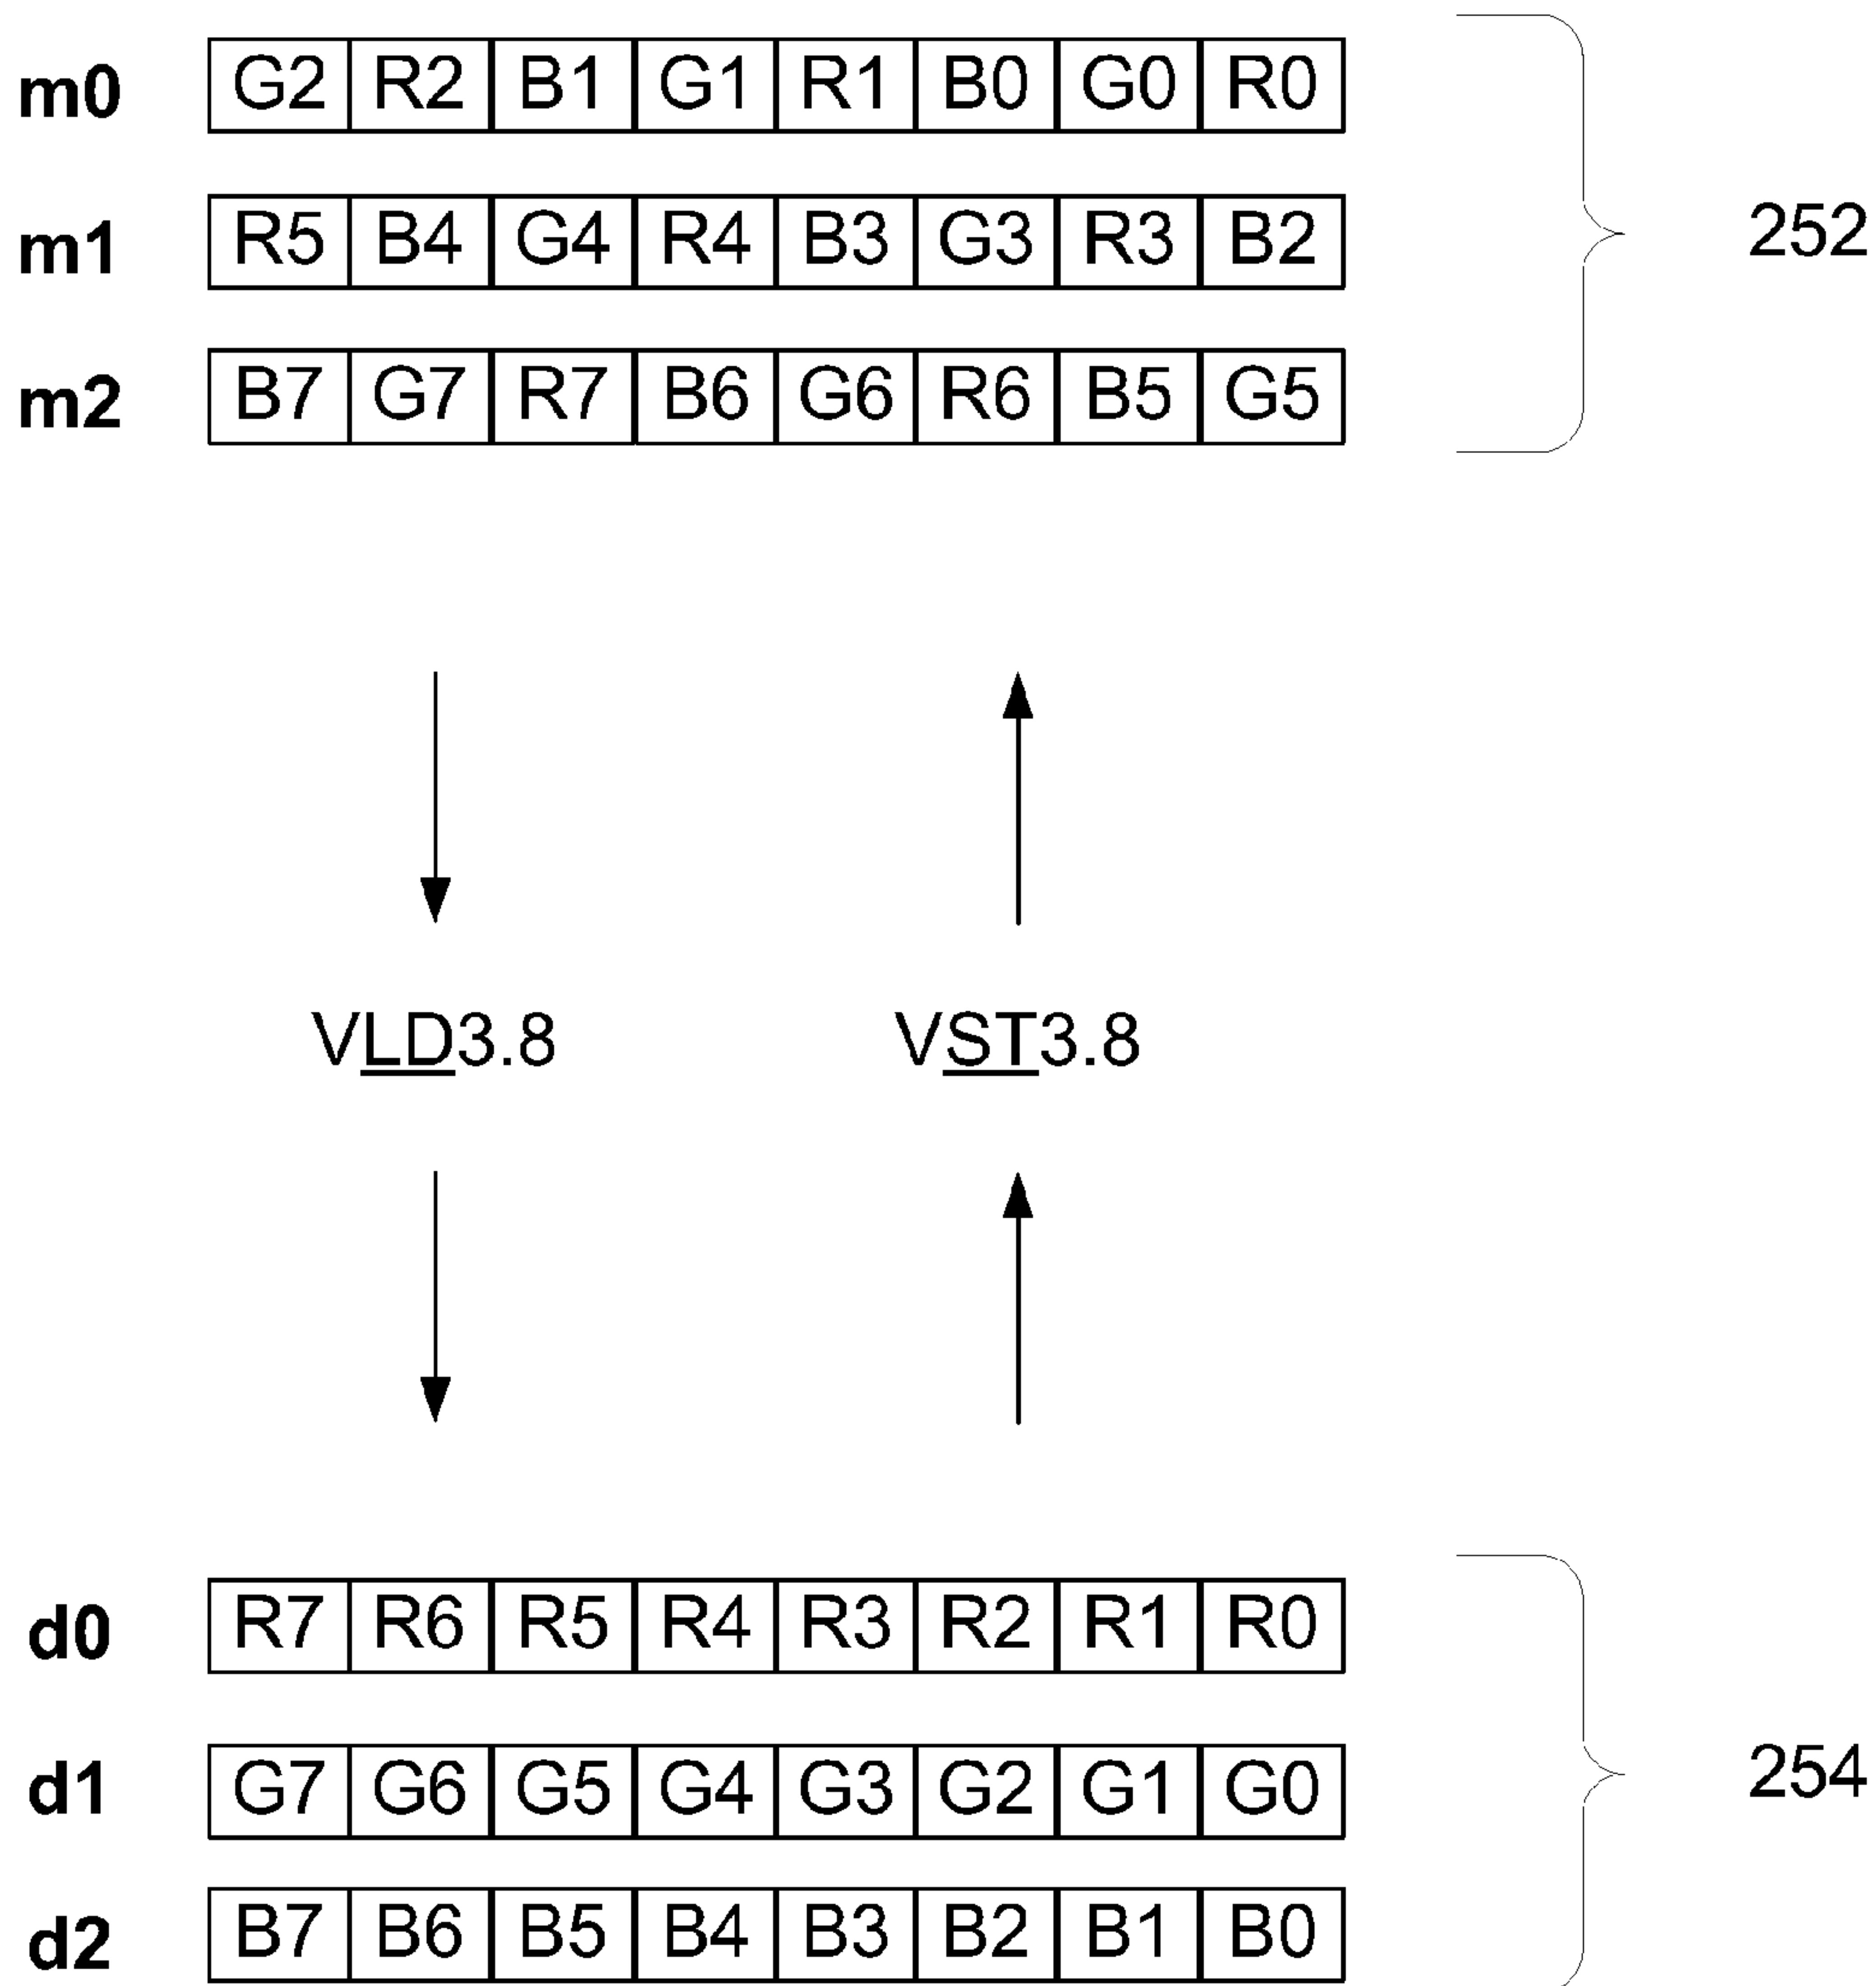 m0 G2 R2 B1 G1 R1 B0 G0 R0
m1 R5 B4 G4 R4 B3 G3 R3 B2 252
m2 B7 G7 R7 B6 G6 R6 B5 G5
VLD3.8 VST3.8
d0 R7 R6 R5 R4 R3 R2 R1 R0
d1 G7 G6 G5 G4 G3 G2 G1 G0 254
d2 B7 B6 B5 B4 B3 B2 B1 B0